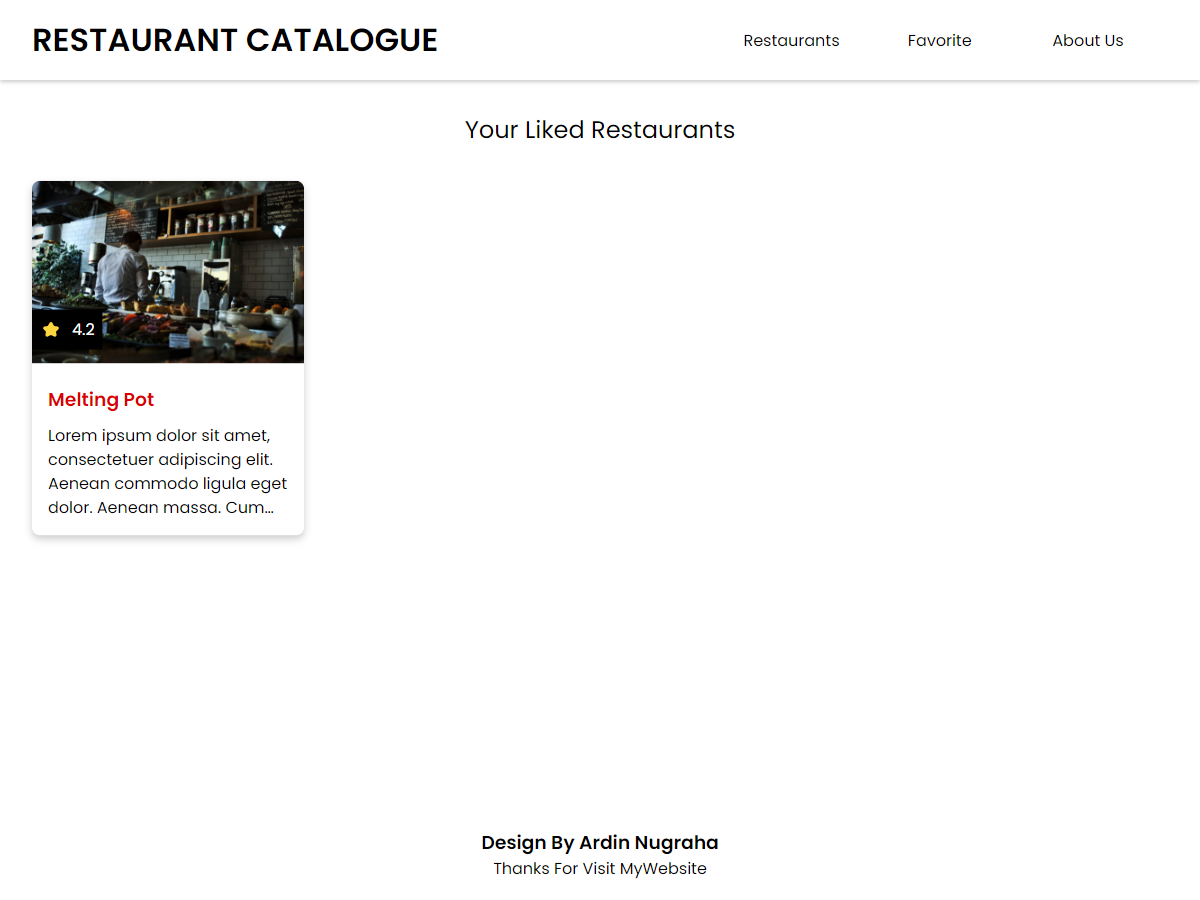 RESTAURANT CATALOGUE
Restaurants
Favorite
About Us
Your Liked Restaurants
4.2
Melting Pot
Lorem ipsum dolor sit amet,
consectetuer adipiscing elit.
Aenean commodo ligula eget
dolor. Aenean massa. Cum...
Design By Ardin Nugraha
Thanks For Visit MyWebsite